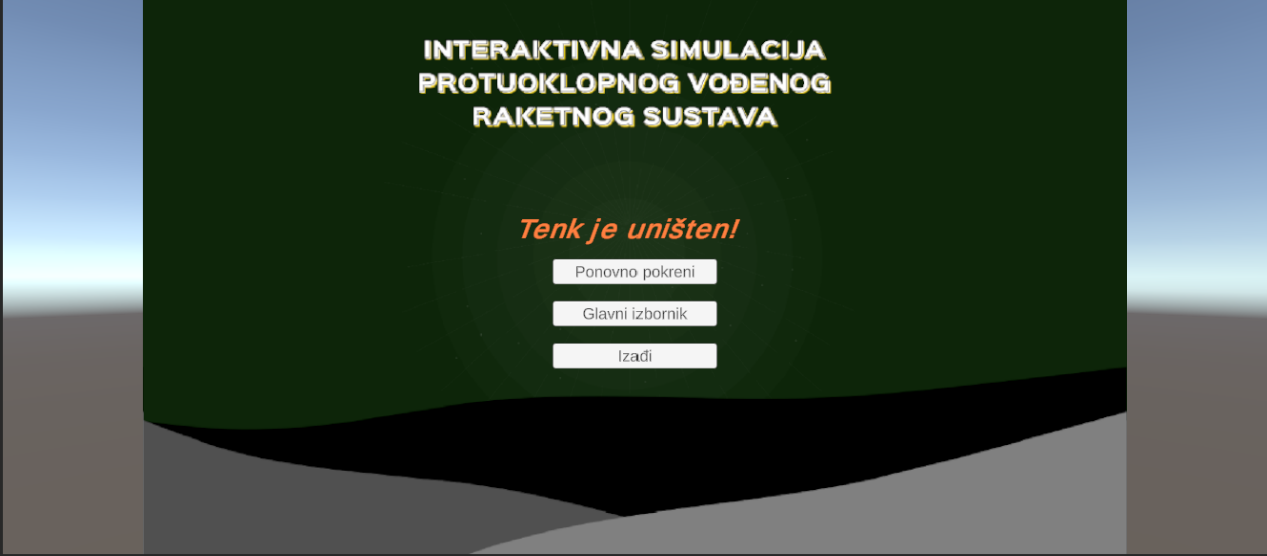 INTERAKTIVNA SIMULACIJA
PROTUOKLOPNOG VOĐENOG
RAKETNOG SUSTAVA
Tenk je uništen!
Ponovno pokreni
Glavni izbornik
Izađi